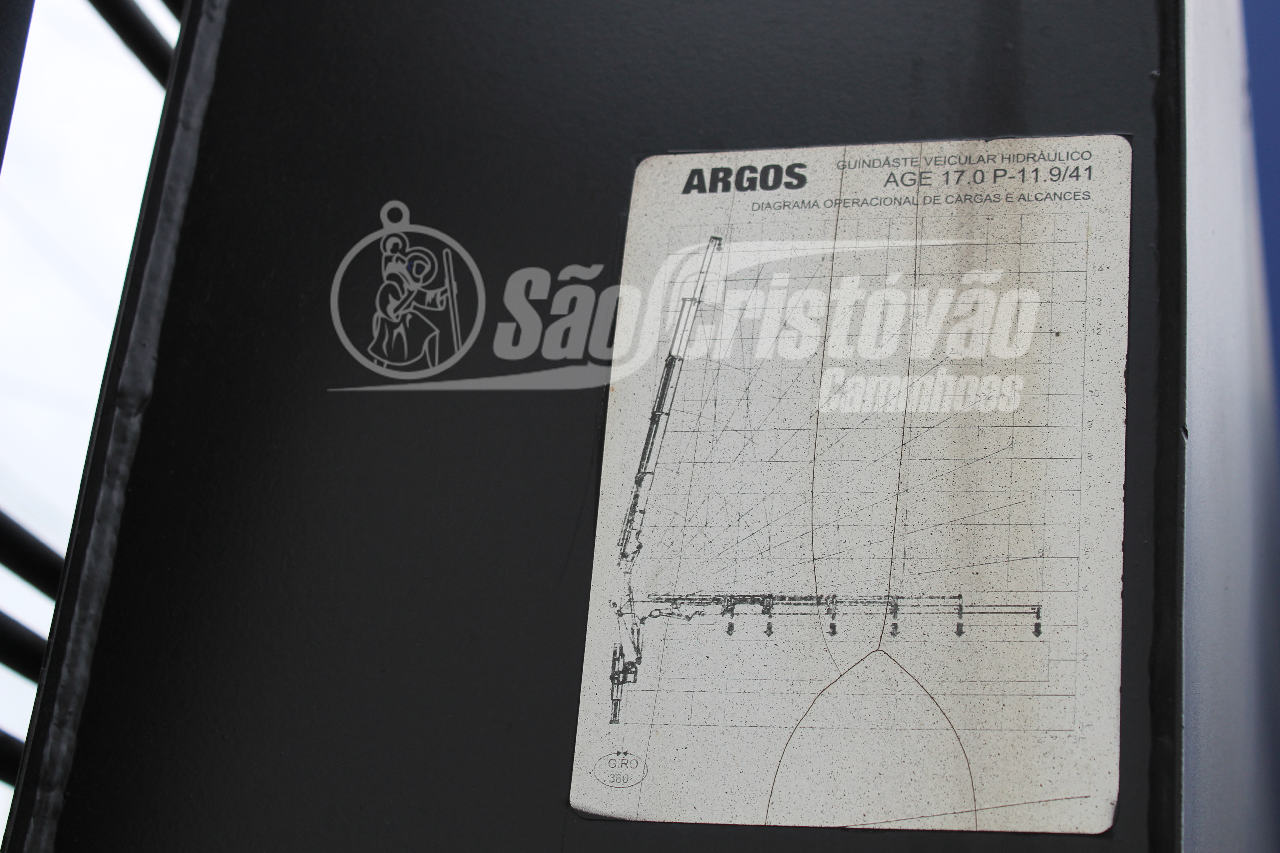 ARGOS
GUINDASTE VEICULAR HIDRÁULICO
AGE 17.0 P-11.9/41
DIAGRAMA OPERACIONAL DE CARGAS E ALCANCES
São Cristóvão
Caminhões
GIRO
360